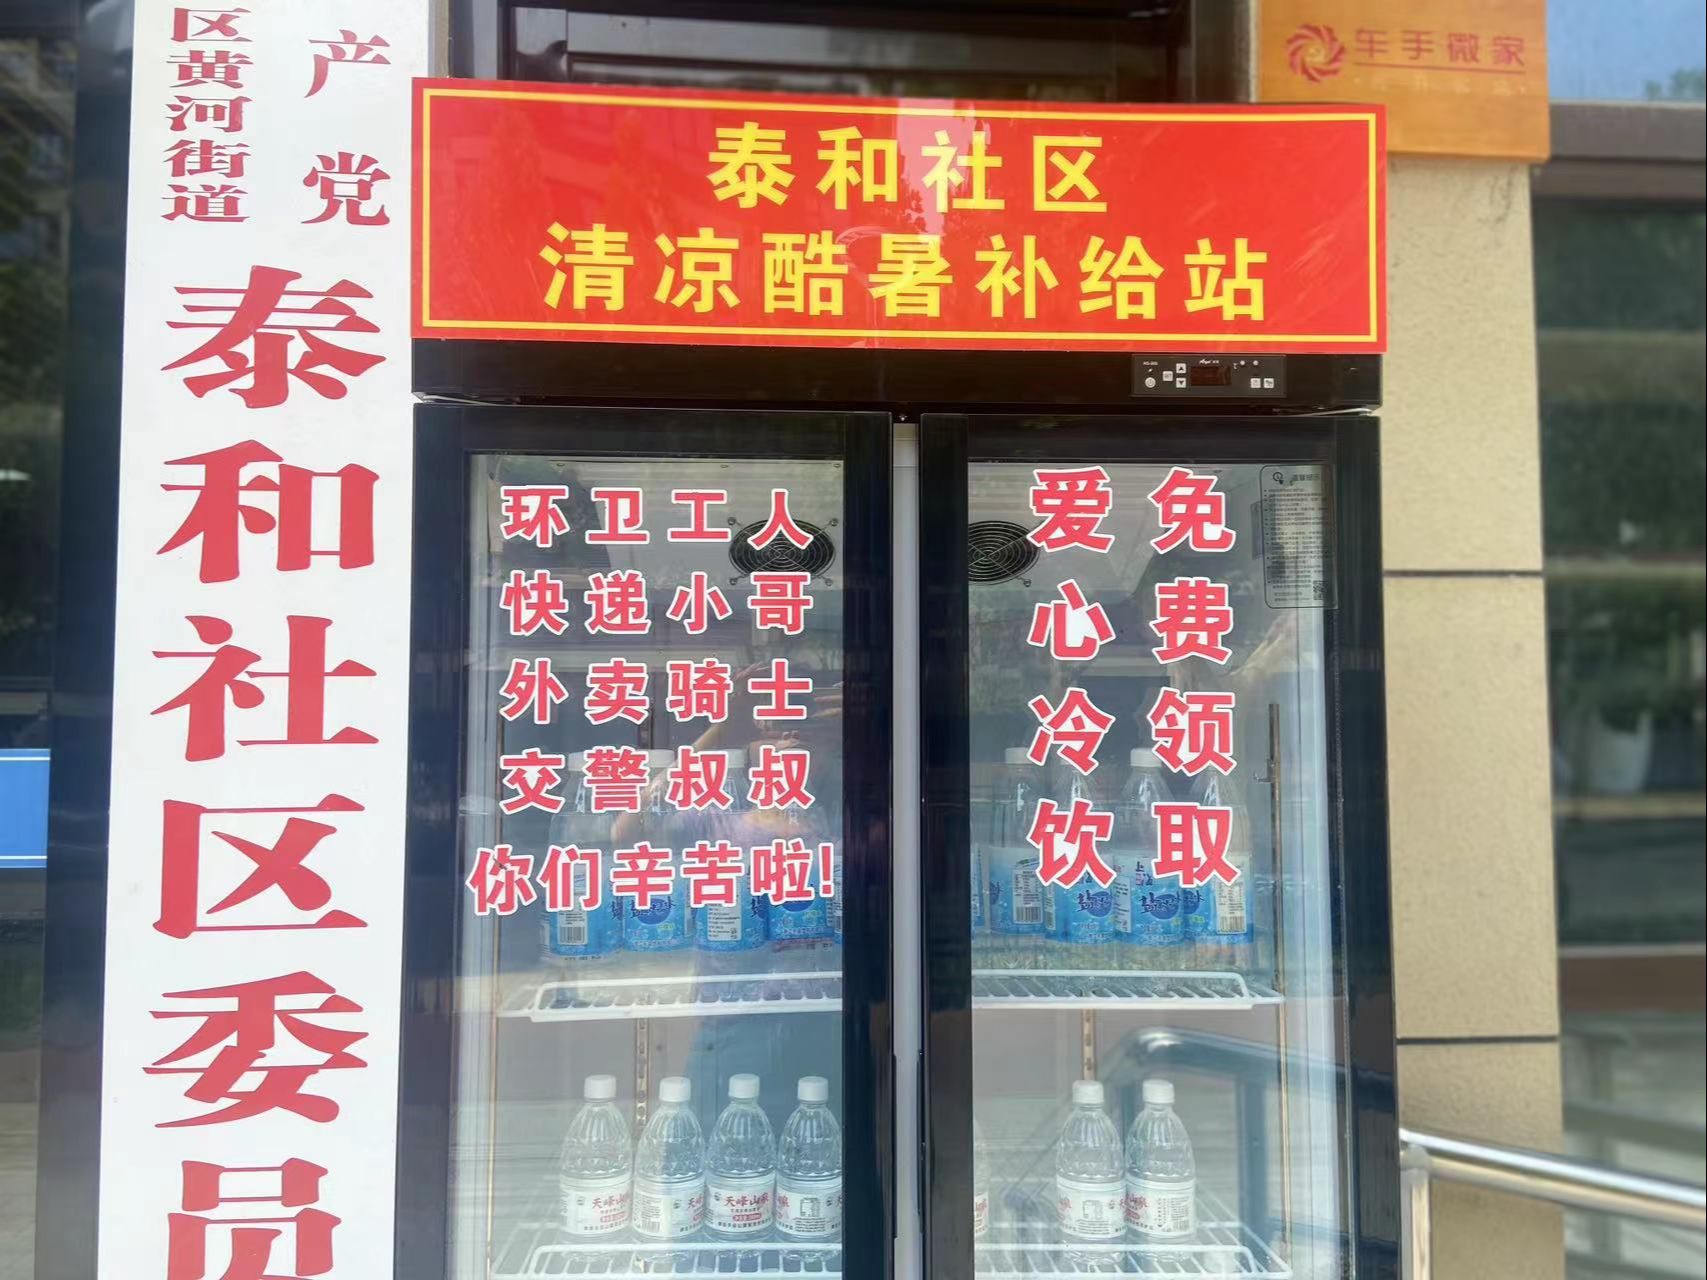 区黄河街道
产党
泰和社区委员
车手微家
泰和社区
清凉酷暑补给站
环卫工人
快递小哥
外卖骑士
交警叔叔
你们辛苦啦!
免费领取
爱心冷饮
天峰山泉